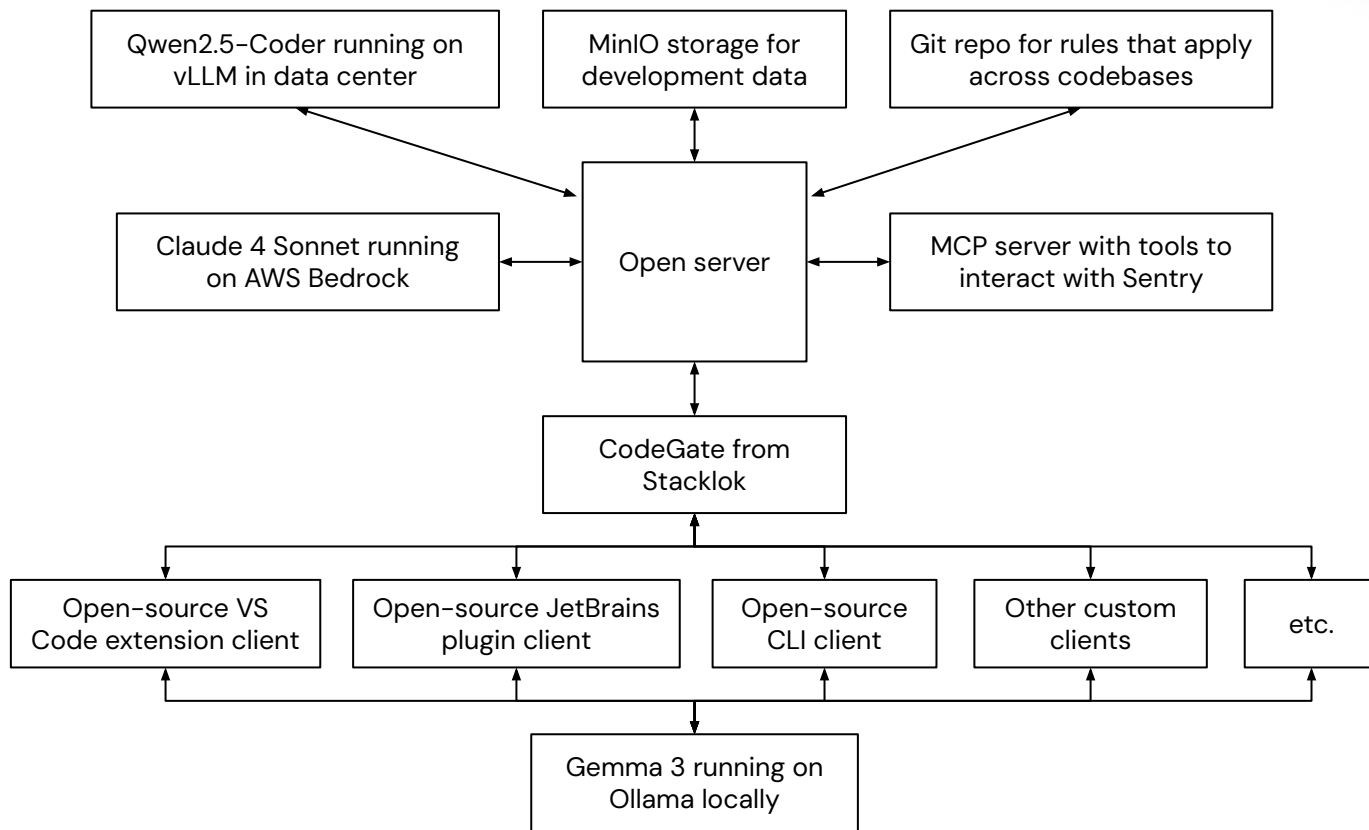 Qwen2.5-Coder running on
vLLM in data center
MinIO storage for
development data
Git repo for rules that apply
across codebases
Claude 4 Sonnet running
on AWS Bedrock
Open server
MCP server with tools to
interact with Sentry
CodeGate from
Stacklok
Open-source VS
Code extension client
Open-source JetBrains
plugin client
Open-source
CLI client
Other custom
clients
etc.
Gemma 3 running on
Ollama locally